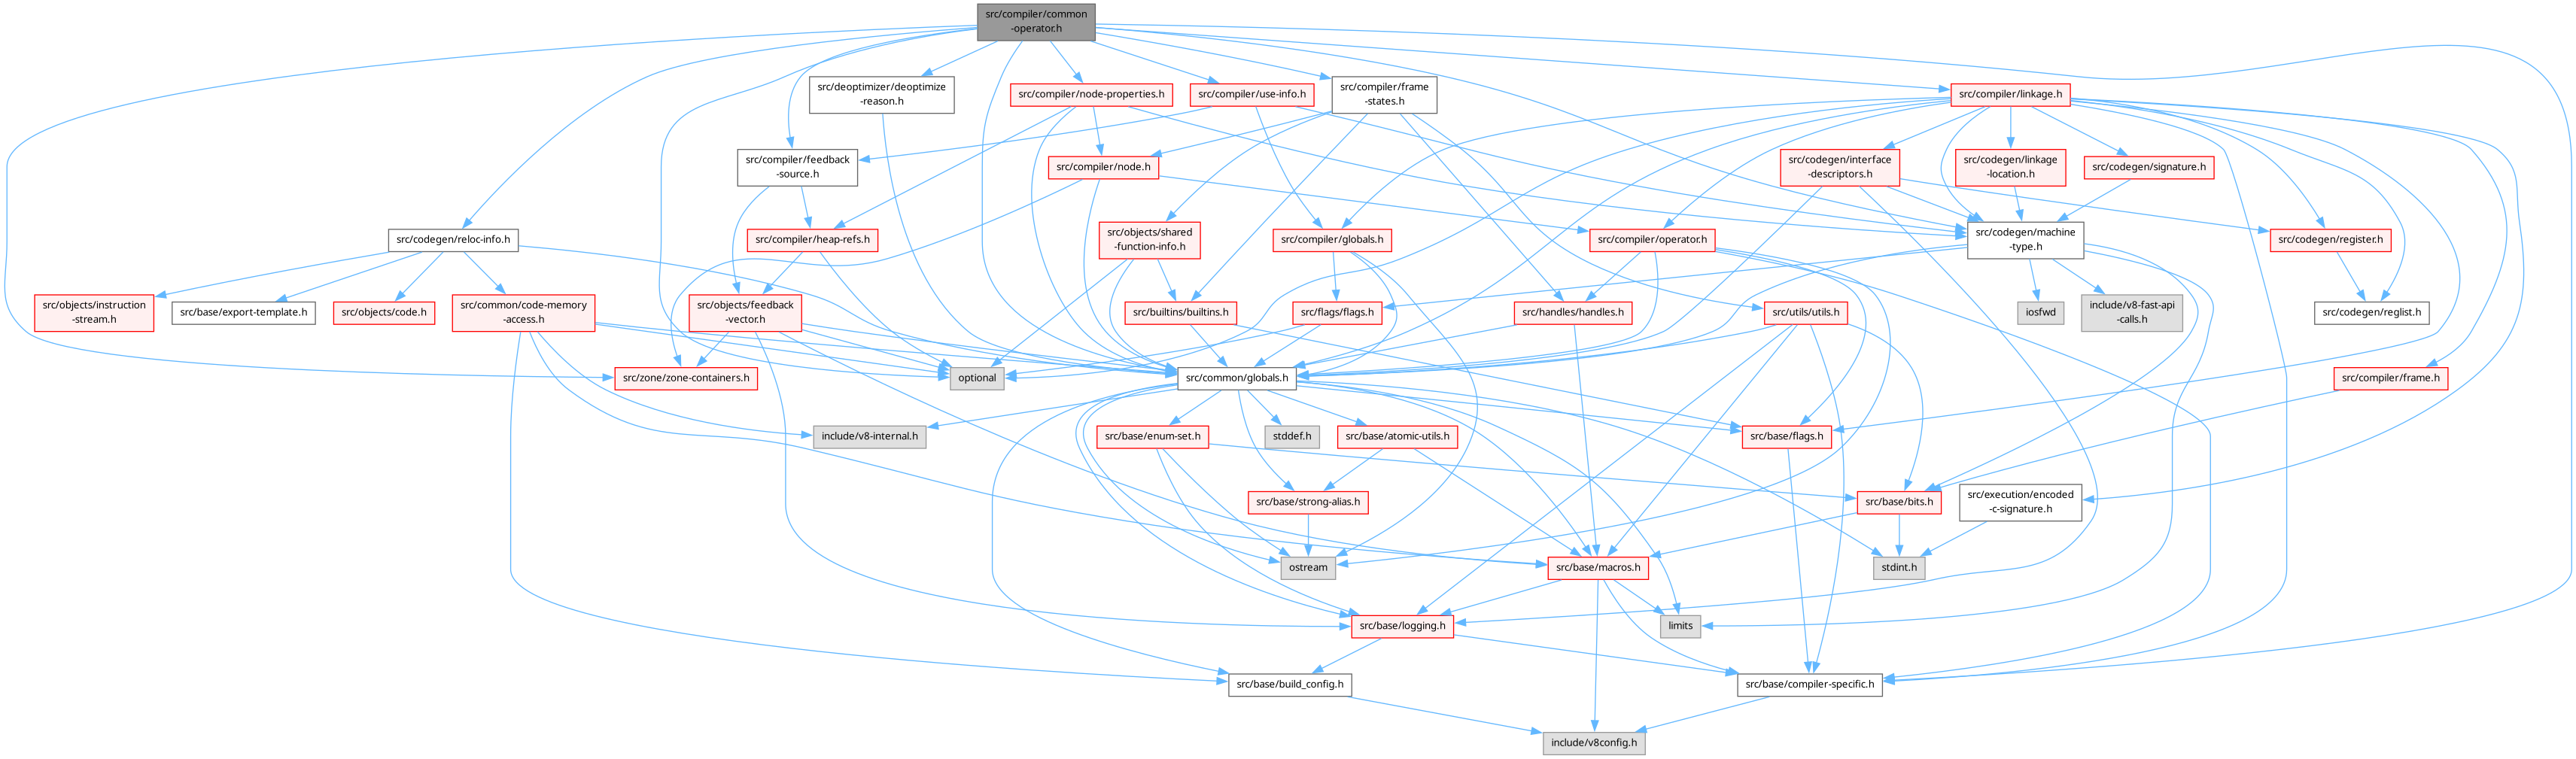 src/compiler/common
-operator.h
src/deoptimizer/deoptimize
-reason.h
src/compiler/node-properties.h
src/compiler/use-info.h
src/compiler/frame
-states.h
src/compiler/linkage.h
src/compiler/feedback
-source.h
src/compiler/node.h
src/codegen/interface
-descriptors.h
src/codegen/linkage
-location.h
src/codegen/signature.h
src/codegen/reloc-info.h
src/compiler/heap-refs.h
src/objects/shared
-function-info.h
src/compiler/globals.h
src/compiler/operator.h
src/codegen/machine
-type.h
src/codegen/register.h
src/objects/instruction
-stream.h
src/base/export-template.h
src/objects/code.h
src/common/code-memory
-access.h
src/objects/feedback
-vector.h
src/builtins/builtins.h
src/flags/flags.h
src/handles/handles.h
src/utils/utils.h
iosfwd
include/v8-fast-api
-calls.h
src/codegen/reglist.h
src/zone/zone-containers.h
optional
src/common/globals.h
src/compiler/frame.h
include/v8-internal.h
src/base/enum-set.h
stddef.h
src/base/atomic-utils.h
src/base/flags.h
src/base/strong-alias.h
src/base/bits.h
src/execution/encoded
-c-signature.h
ostream
src/base/macros.h
stdint.h
src/base/logging.h
limits
src/base/build_config.h
src/base/compiler-specific.h
include/v8config.h